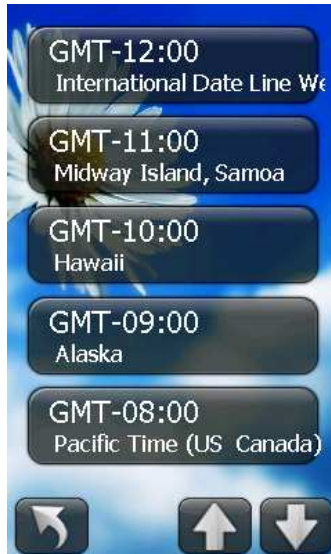 GMT-12:00
International Date Line We
GMT-11:00
Midway Island, Samoa
GMT-10:00
Hawaii
GMT-09:00
Alaska
GMT-08:00
Pacific Time (US Canada)